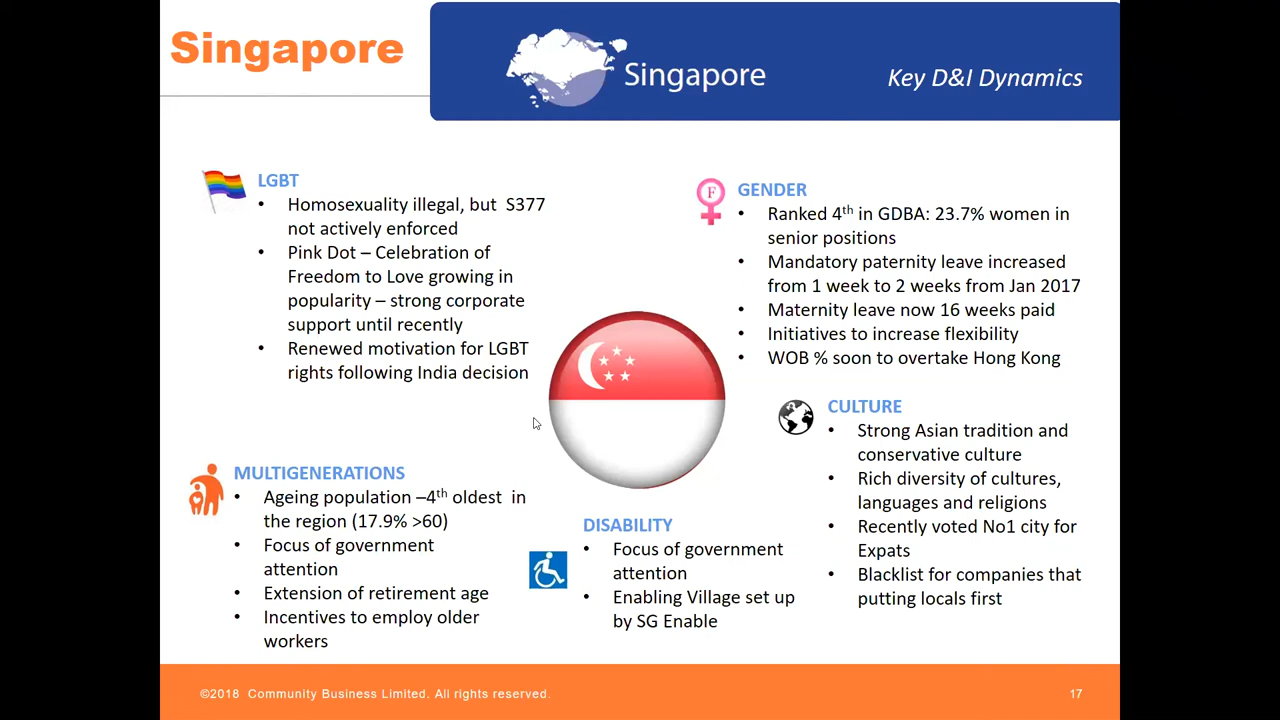 Singapore
Singapore
Key D&I Dynamics
LGBT
• Homosexuality illegal, but S377
not actively enforced
• Pink Dot – Celebration of
Freedom to Love growing in
popularity – strong corporate
support until recently
• Renewed motivation for LGBT
rights following India decision
F
GENDER
• Ranked 4th in GDBA: 23.7% women in
senior positions
• Mandatory paternity leave increased
from 1 week to 2 weeks from Jan 2017
• Maternity leave now 16 weeks paid
• Initiatives to increase flexibility
• WOB % soon to overtake Hong Kong
CULTURE
• Strong Asian tradition and
conservative culture
• Rich diversity of cultures,
languages and religions
• Recently voted No1 city for
Expats
• Blacklist for companies that
putting locals first
MULTIGENERATIONS
• Ageing population –4th oldest in
the region (17.9% >60)
• Focus of government
attention
• Extension of retirement age
• Incentives to employ older
workers
DISABILITY
• Focus of government
attention
• Enabling Village set up
by SG Enable
©2018 Community Business Limited. All rights reserved.
17